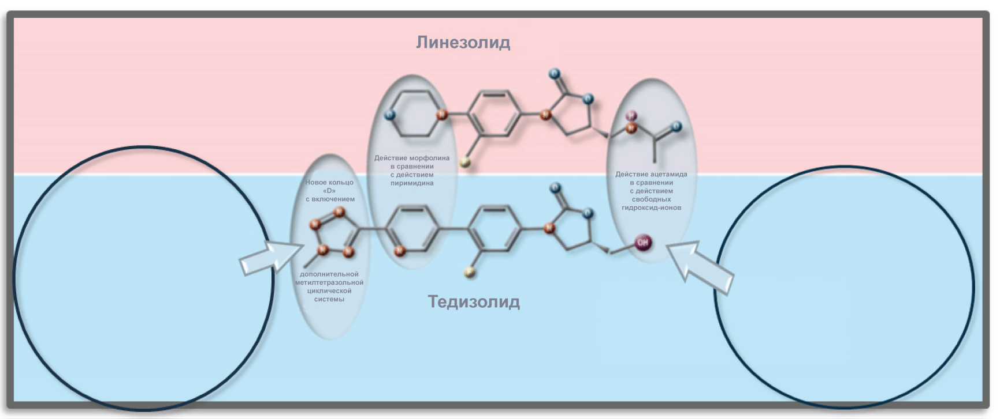 Линезолид
O
N
O
O
N
H
N
O
F
Действие морфолина
в сравнении
с действием
пиримидина
Действие ацетамида
в сравнении
с действием
свободных
гидроксид-ионов
Новое кольцо
«D»
с включением
N
N
N
N
N
O
O
N
OH
F
дополнительной
метилтетразольной
циклической
системы
Тедизолид